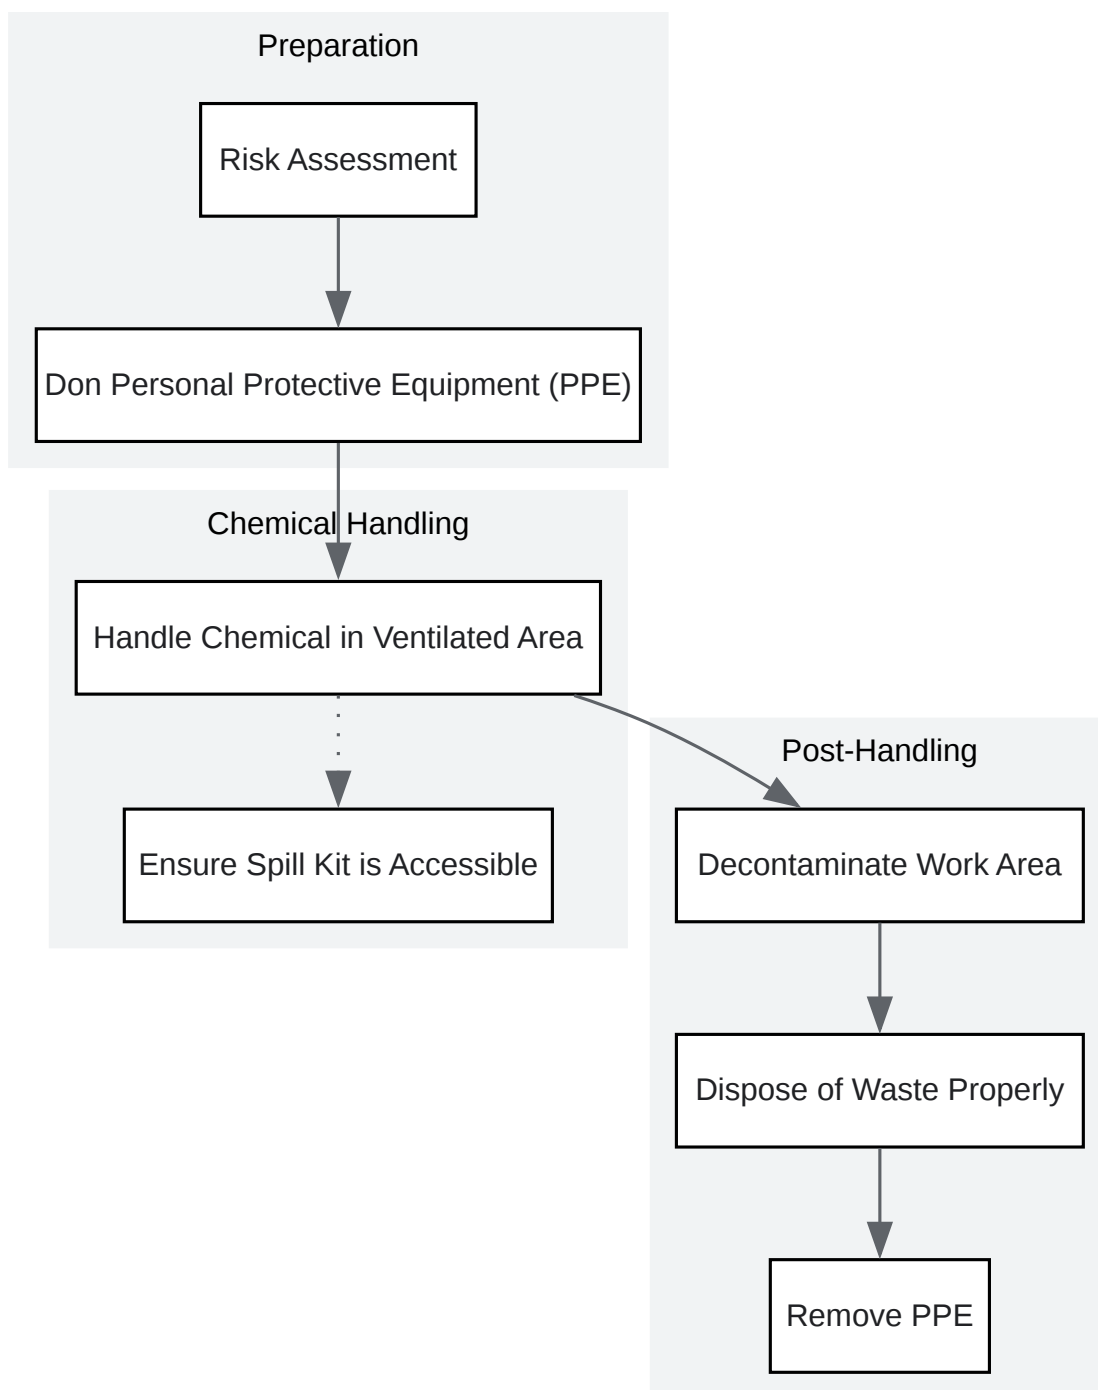 Preparation
Risk Assessment
Don Personal Protective Equipment (PPE)
Chemical Handling
Handle Chemical in Ventilated Area
Ensure Spill Kit is Accessible
Post-Handling
Decontaminate Work Area
Dispose of Waste Properly
Remove PPE